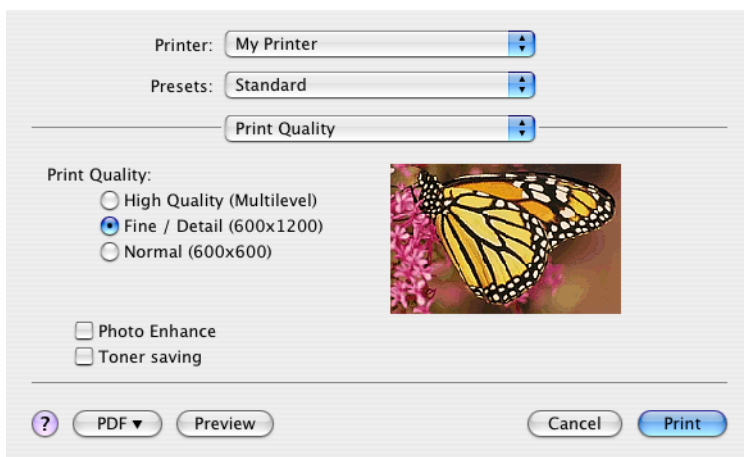 Printer: My Printer
Presets: Standard
Print Quality
Print Quality:
High Quality (Multilevel)
Fine / Detail (600x1200)
Normal (600x600)
Photo Enhance
Toner saving
? PDF ▼ Preview Cancel Print